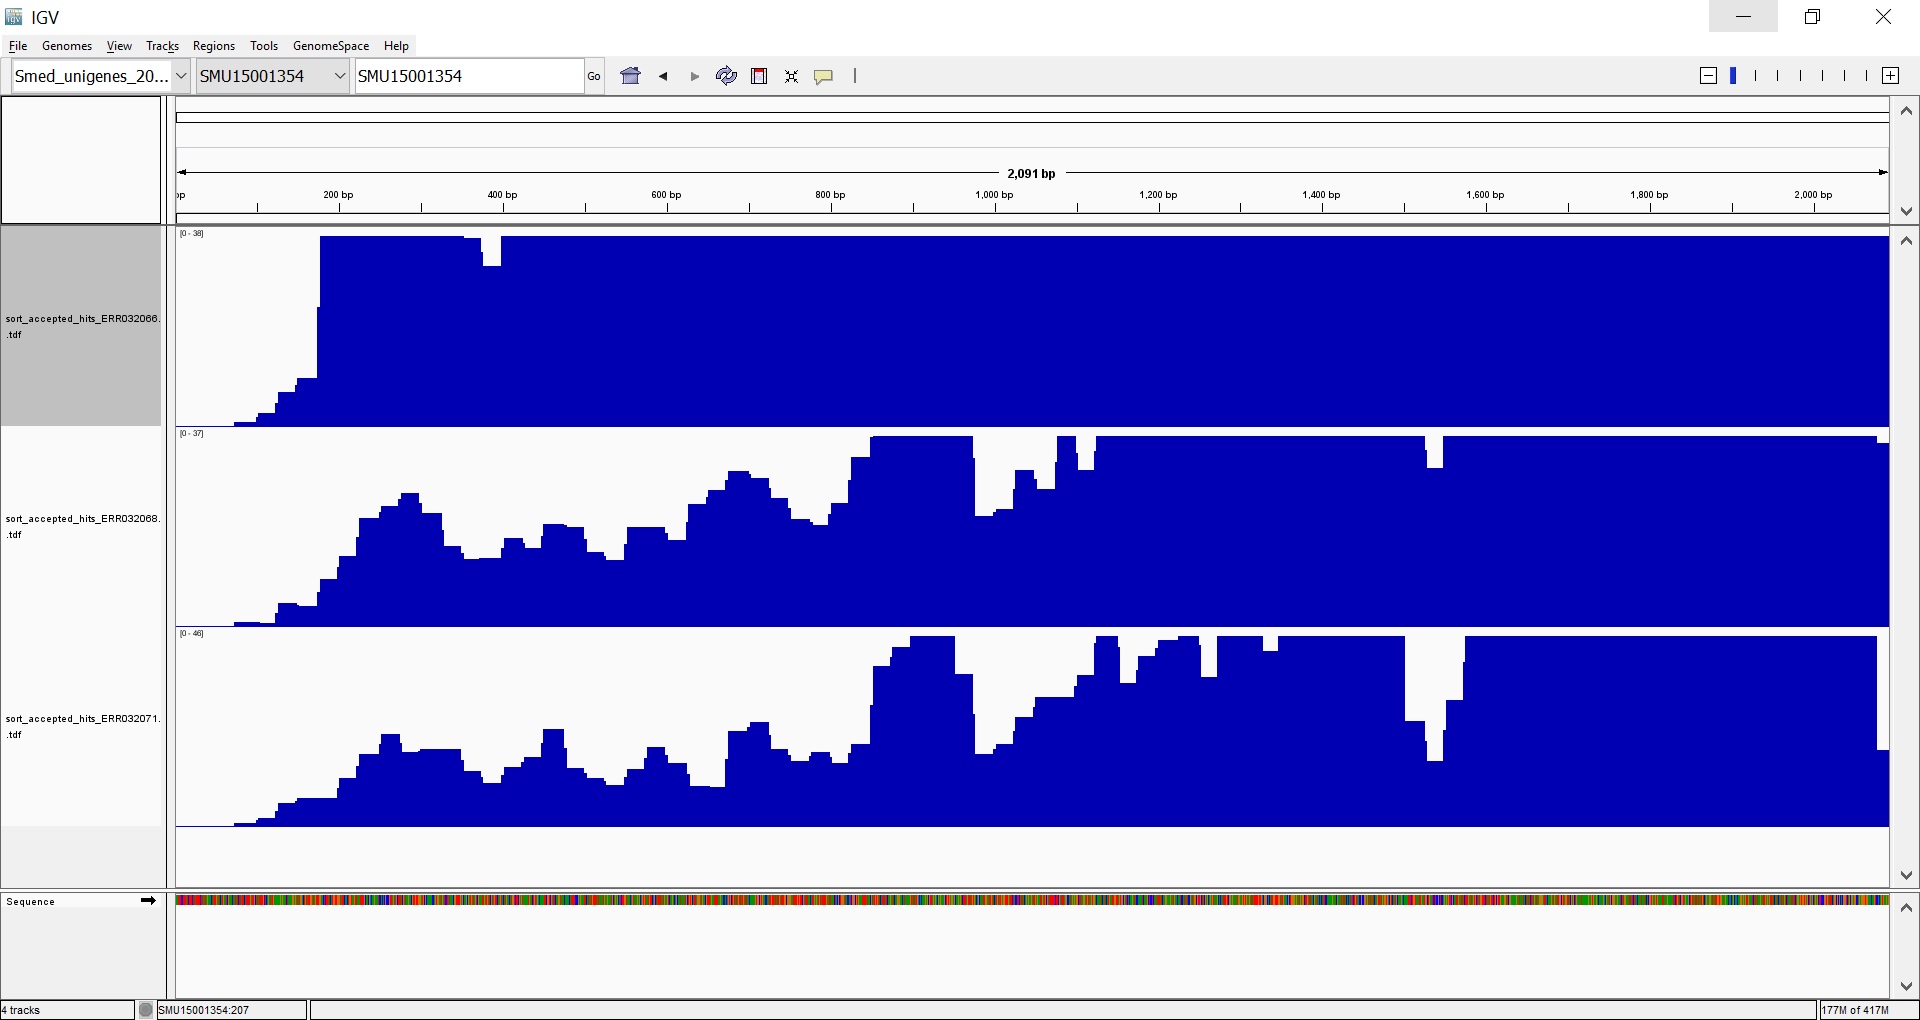 IGV
File Genomes View Tracks Regions Tools GenomeSpace Help
Smed_unigenes_20... SMU15001354 SMU15001354 Go
2,091 bp
bp 200 bp 400 bp 600 bp 800 bp 1,000 bp 1,200 bp 1,400 bp 1,600 bp 1,800 bp 2,000 bp
[0 - 38]
sort_accepted_hits_ERR032066.
.tdf
[0 - 37]
sort_accepted_hits_ERR032068.
.tdf
[0 - 46]
sort_accepted_hits_ERR032071.
.tdf
Sequence
4 tracks SMU15001354:207 177M of 417M